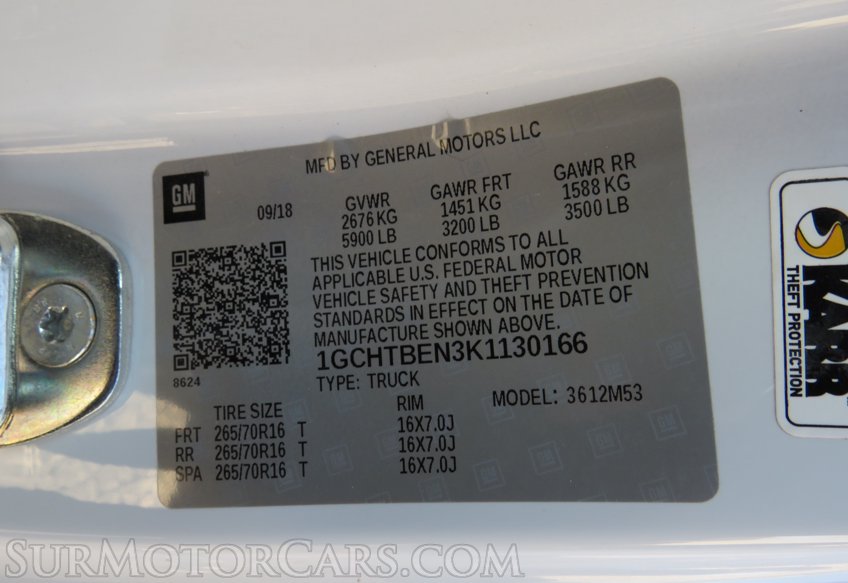 MFD BY GENERAL MOTORS LLC
GM
09/18
GVWR GAWR FRT GAWR RR
2676 KG 1451 KG 1588 KG
5900 LB 3200 LB 3500 LB
THIS VEHICLE CONFORMS TO ALL
APPLICABLE U.S. FEDERAL MOTOR
VEHICLE SAFETY AND THEFT PREVENTION
STANDARDS IN EFFECT ON THE DATE OF
MANUFACTURE SHOWN ABOVE.
1GCHTBEN3K1130166
8624
TYPE: TRUCK
MODEL: 3612M53
TIRE SIZE RIM
FRT 265/70R16 T 16X7.0J
RR 265/70R16 T 16X7.0J
SPA 265/70R16 T 16X7.0J
KARR
THEFT PROTECTION
SURMOTORCARS.COM